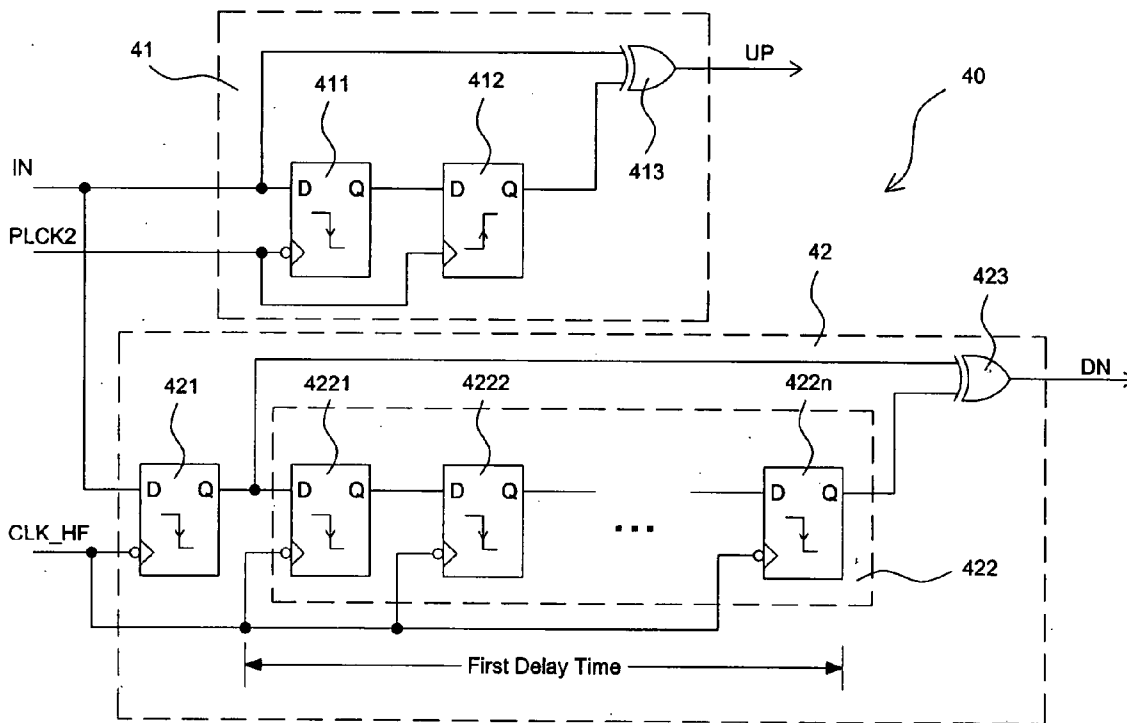 41
UP
411
412
40
413
IN
D Q
D Q
PLCK2
42
423
DN
421
4221
4222
422n
D Q
D Q
D Q
D Q
...
CLK_HF
422
First Delay Time